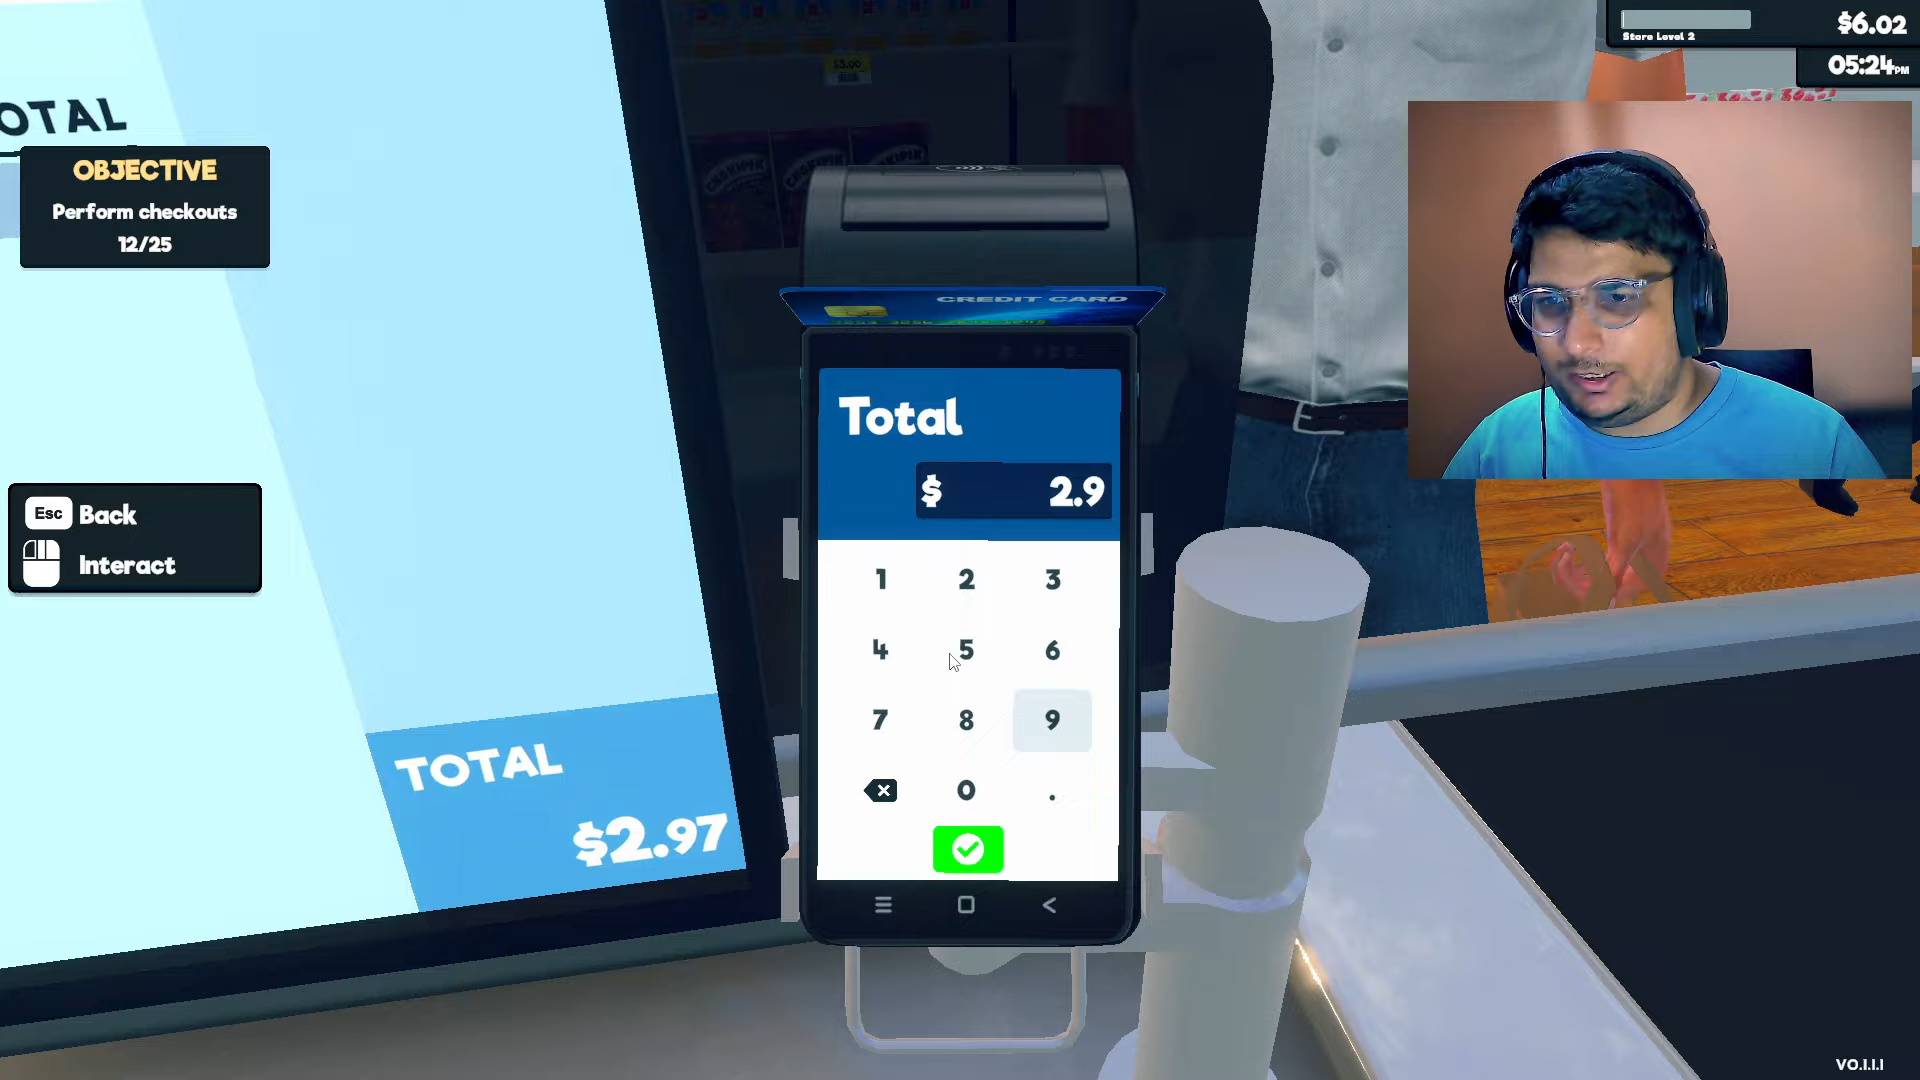 Store Level 2
$6.02
05:24PM
$3.00
OTAL
OBJECTIVE
Perform checkouts
12/25
CREDIT CARD
Total
$ 2.9
Esc Back
Interact
1 2 3
4 5 6
7 8 9
0 .
TOTAL
$2.97
V0.1.1.1